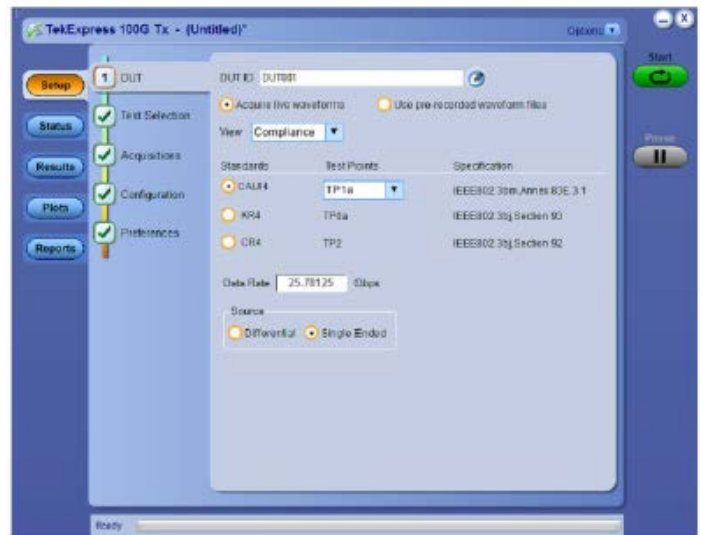 TekExpress 100G Tx - (Untitled)*
Options
Start
Setup
1 DUT
DUT ID DUT001
Acquire live waveforms
Use pre-recorded waveform files
Status
Test Selection
View Compliance
Pause
Results
Acquisitions
Standards Test Points Specification
CAUI4 TP1a IEEE802.3bm,Annex 83E.3.1
Plots
Configuration
KR4 TP0a IEEE802.3bj,Section 93
Reports
Preferences
CR4 TP2 IEEE802.3bj,Section 92
Data Rate 25.78125 Gbps
Source
Differential Single Ended
Ready